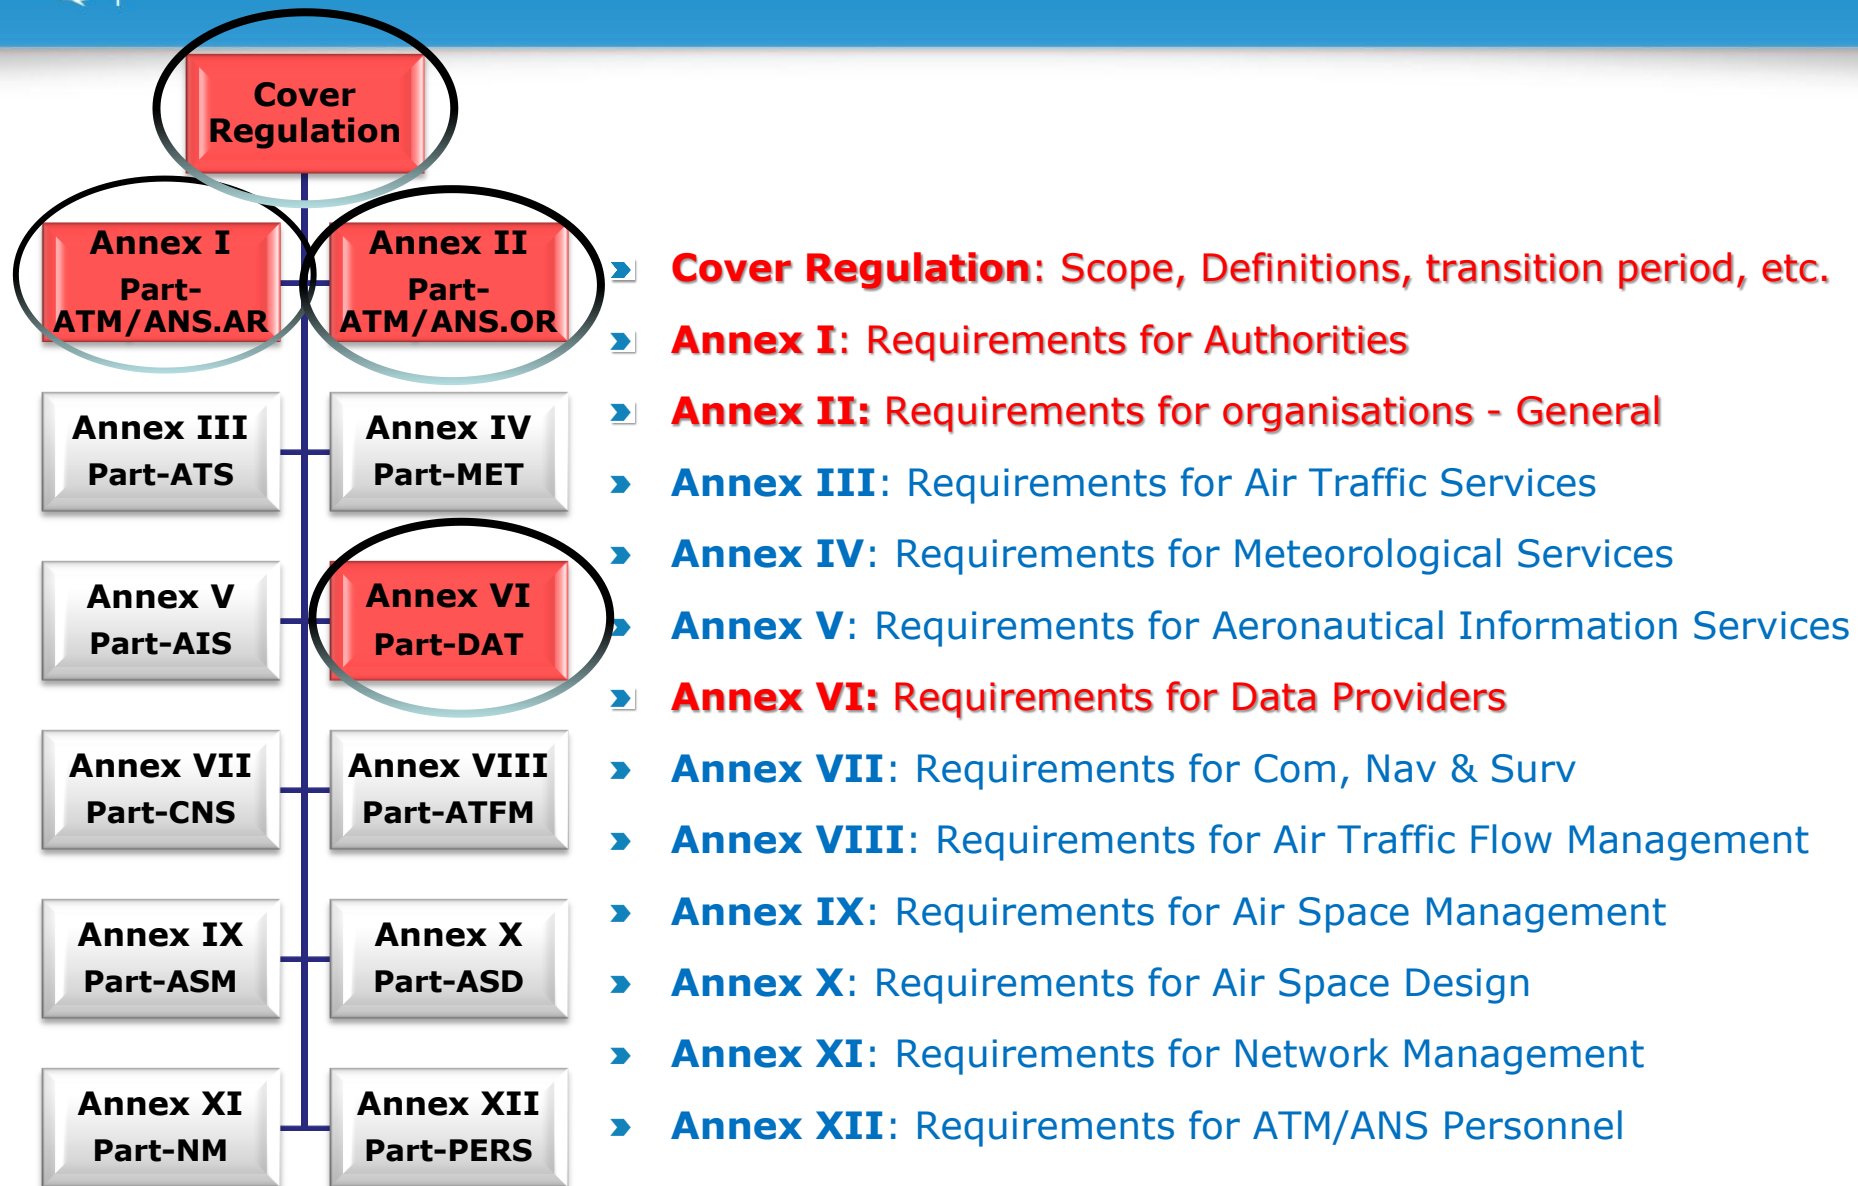 Cover
Regulation
Annex I
Part-
ATM/ANS.AR
Annex II
Part-
ATM/ANS.OR
Annex III
Part-ATS
Annex IV
Part-MET
Annex V
Part-AIS
Annex VI
Part-DAT
Annex VII
Part-CNS
Annex VIII
Part-ATFM
Annex IX
Part-ASM
Annex X
Part-ASD
Annex XI
Part-NM
Annex XII
Part-PERS
Cover Regulation: Scope, Definitions, transition period, etc.
Annex I: Requirements for Authorities
Annex II: Requirements for organisations - General
Annex III: Requirements for Air Traffic Services
Annex IV: Requirements for Meteorological Services
Annex V: Requirements for Aeronautical Information Services
Annex VI: Requirements for Data Providers
Annex VII: Requirements for Com, Nav & Surv
Annex VIII: Requirements for Air Traffic Flow Management
Annex IX: Requirements for Air Space Management
Annex X: Requirements for Air Space Design
Annex XI: Requirements for Network Management
Annex XII: Requirements for ATM/ANS Personnel